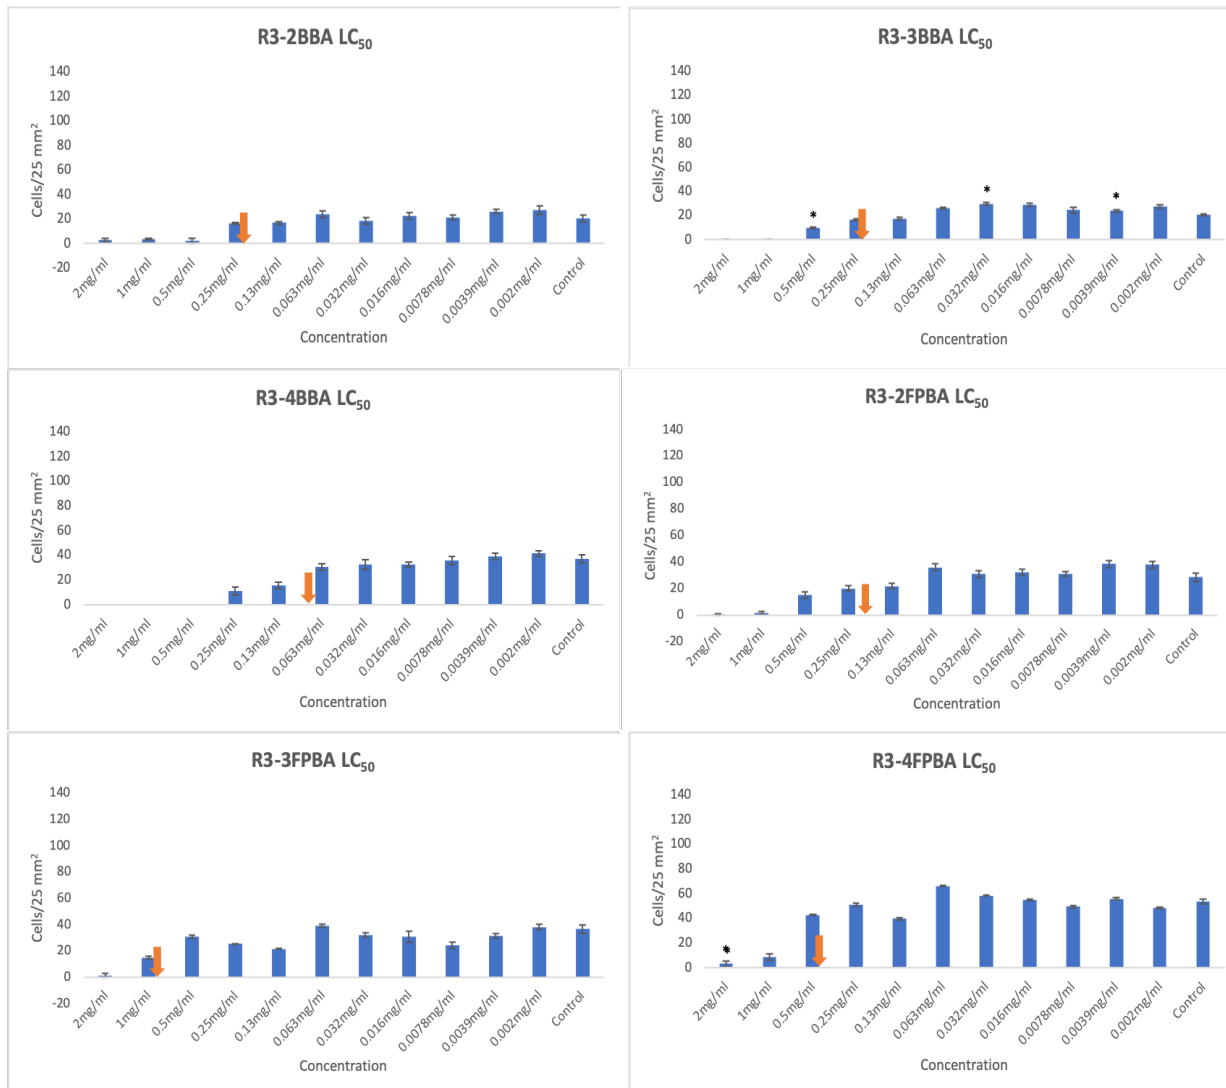 R3-2BBA LC50
140
120
100
80
60
40
20
0
-20
Cells/25 mm²
2mg/ml
1mg/ml
0.5mg/ml
0.25mg/ml
0.13mg/ml
0.063mg/ml
0.032mg/ml
0.016mg/ml
0.0078mg/ml
0.0039mg/ml
0.002mg/ml
Control
Concentration
R3-3BBA LC50
140
120
100
80
60
40
20
0
Cells/25 mm²
*
*
*
2mg/ml
1mg/ml
0.5mg/ml
0.25mg/ml
0.13mg/ml
0.063mg/ml
0.032mg/ml
0.016mg/ml
0.0078mg/ml
0.0039mg/ml
0.002mg/ml
Control
Concentration
R3-4BBA LC50
140
120
100
80
60
40
20
0
Cells/25 mm²
2mg/ml
1mg/ml
0.5mg/ml
0.25mg/ml
0.13mg/ml
0.063mg/ml
0.032mg/ml
0.016mg/ml
0.0078mg/ml
0.0039mg/ml
0.002mg/ml
Control
Concentration
R3-2FPBA LC50
140
120
100
80
60
40
20
0
-20
Cells/25 mm²
2mg/ml
1mg/ml
0.5mg/ml
0.25mg/ml
0.13mg/ml
0.063mg/ml
0.032mg/ml
0.016mg/ml
0.0078mg/ml
0.0039mg/ml
0.002mg/ml
Control
Concentration
R3-3FPBA LC50
140
120
100
80
60
40
20
0
-20
Cells/25 mm²
2mg/ml
1mg/ml
0.5mg/ml
0.25mg/ml
0.13mg/ml
0.063mg/ml
0.032mg/ml
0.016mg/ml
0.0078mg/ml
0.0039mg/ml
0.002mg/ml
Control
Concentration
R3-4FPBA LC50
140
120
100
80
60
40
20
0
Cells/25 mm²
*
2mg/ml
1mg/ml
0.5mg/ml
0.25mg/ml
0.13mg/ml
0.063mg/ml
0.032mg/ml
0.016mg/ml
0.0078mg/ml
0.0039mg/ml
0.002mg/ml
Control
Concentration